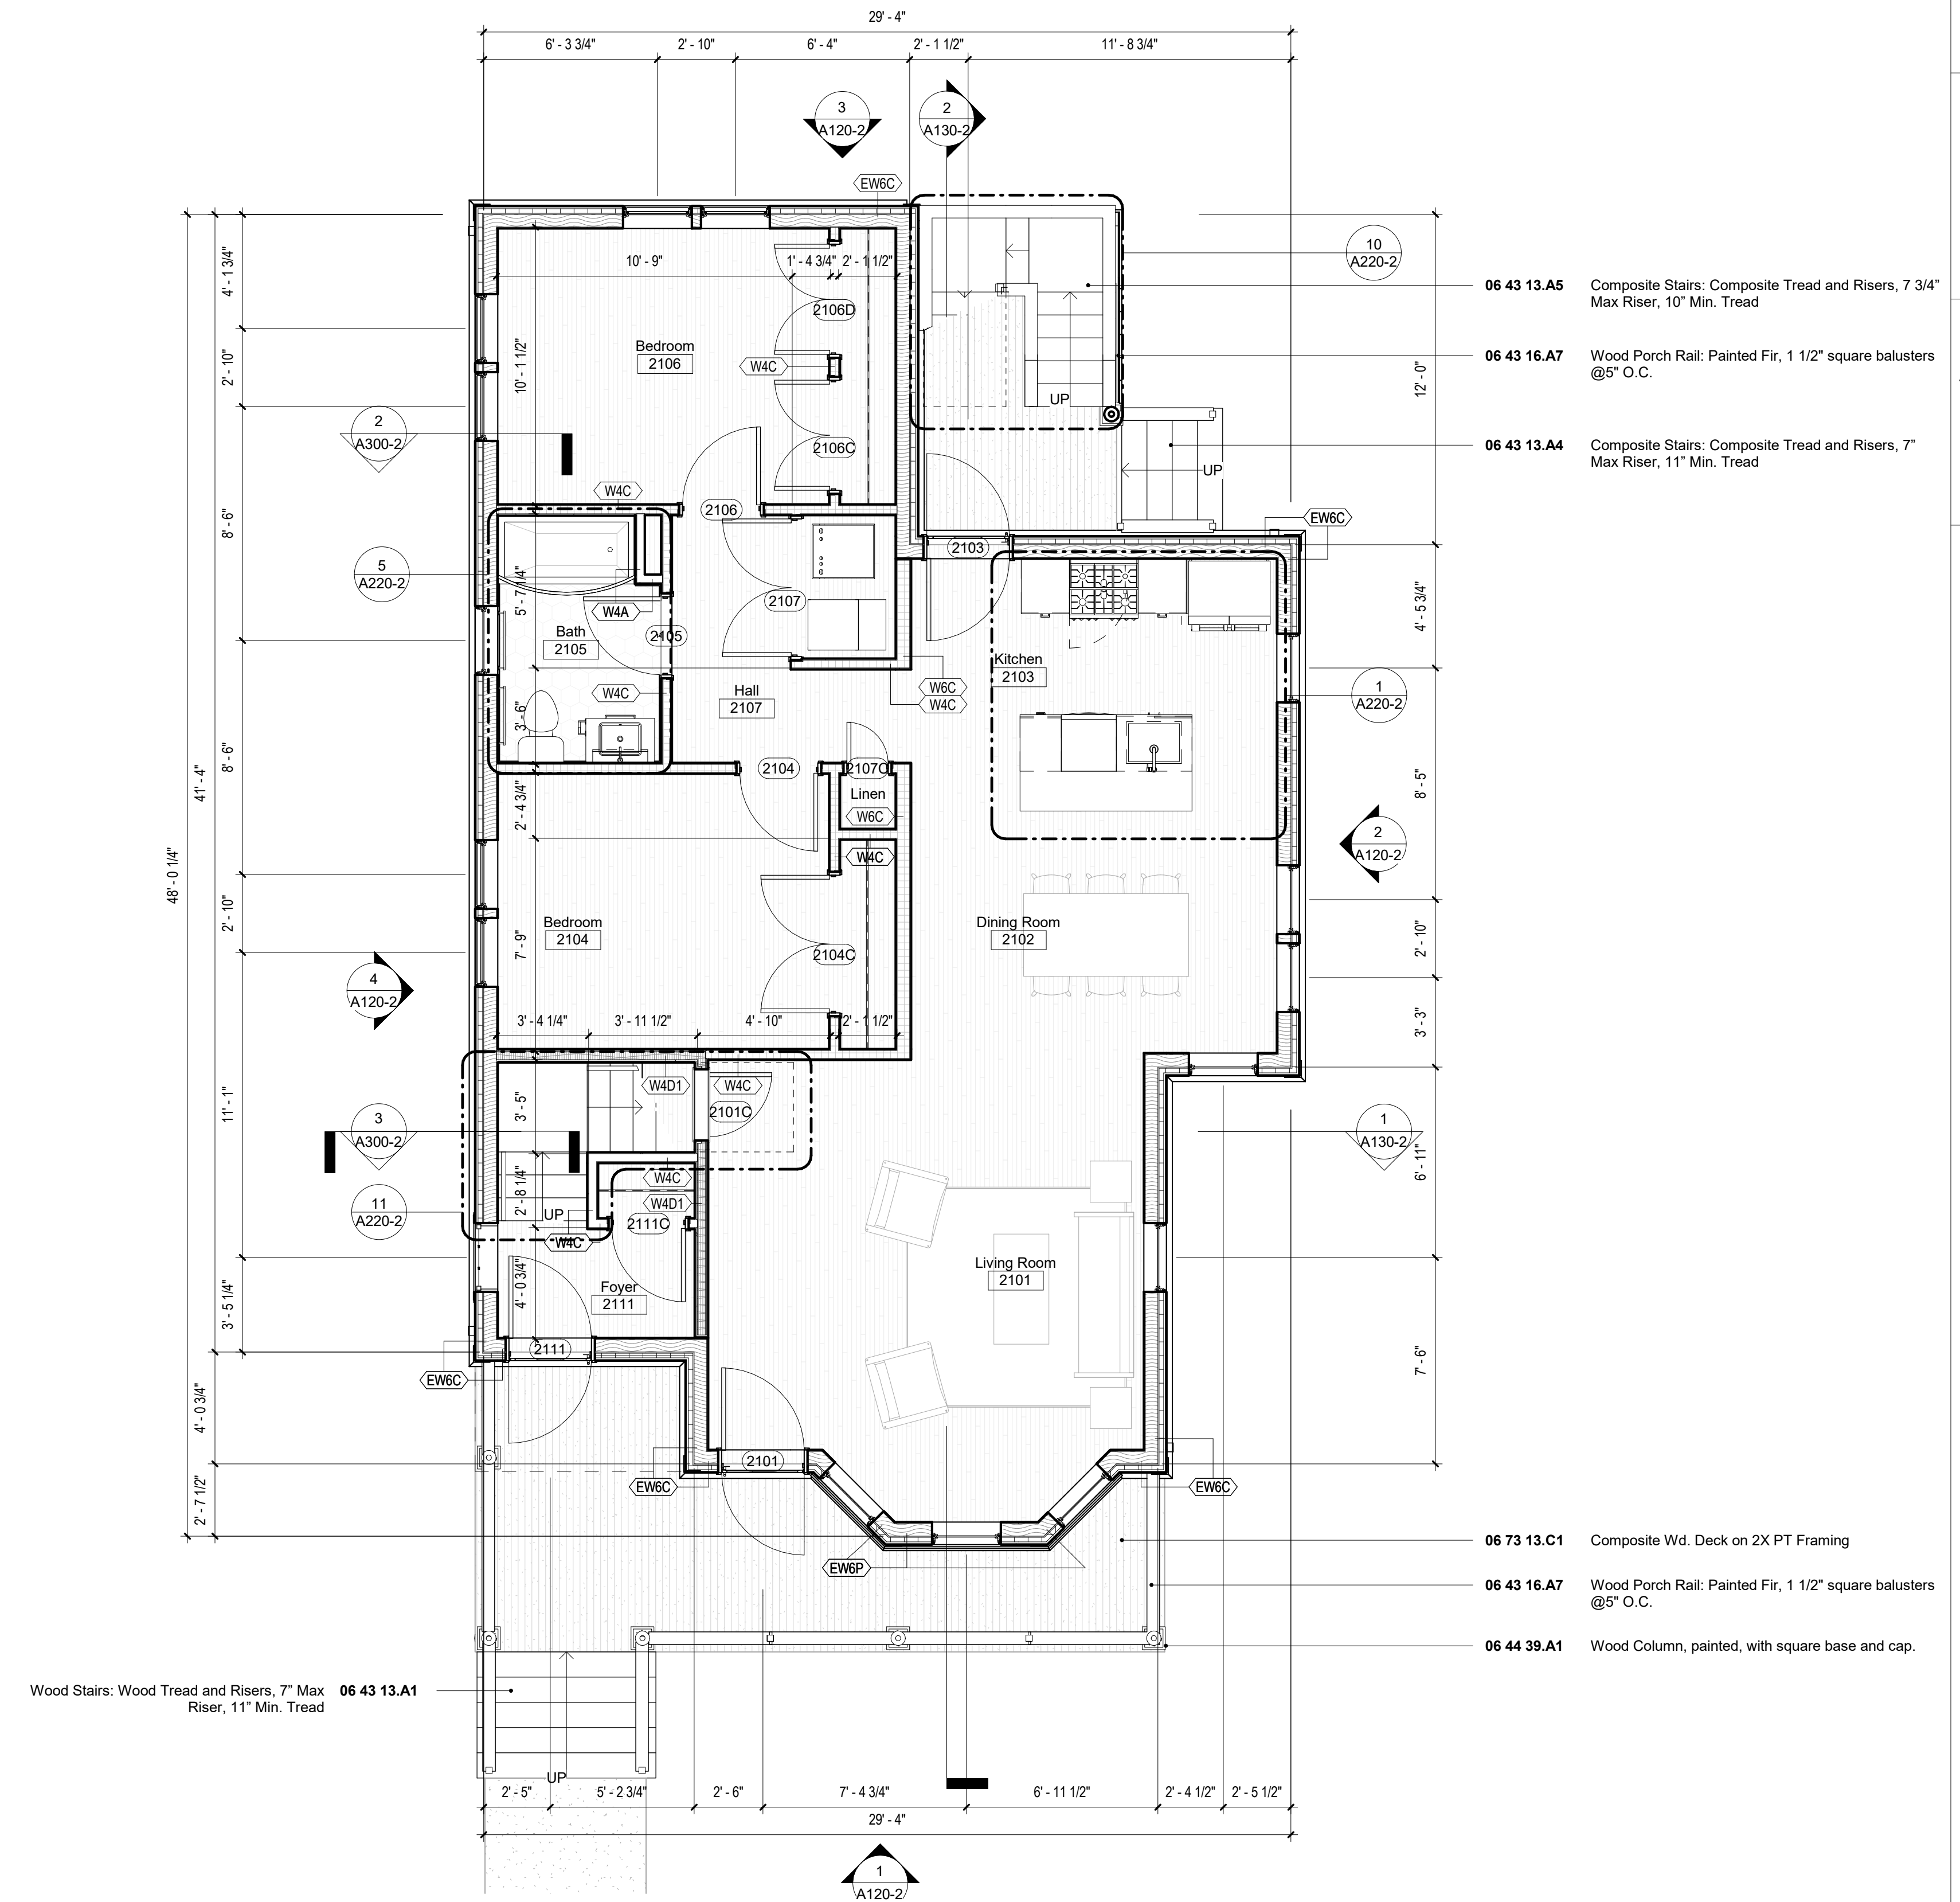 29' - 4"
6' - 3 3/4"
2' - 10"
6' - 4"
2' - 1 1/2"
11' - 8 3/4"
3
A120-2
2
A130-2
EW6C
10
A220-2
06 43 13.A5 Composite Stairs: Composite Tread and Risers, 7 3/4”
Max Riser, 10” Min. Tread
06 43 16.A7 Wood Porch Rail: Painted Fir, 1 1/2" square balusters
@5" O.C.
06 43 13.A4 Composite Stairs: Composite Tread and Risers, 7”
Max Riser, 11” Min. Tread
4' - 1 3/4"
2' - 10"
8' - 6"
8' - 6"
2' - 10"
11' - 1"
3' - 5 1/4"
41' - 4"
4' - 0 3/4"
2' - 7 1/2"
48' - 0 1/4"
10' - 9"
1' - 4 3/4"
2' - 1 1/2"
2106D
Bedroom
2106
W4C
10' - 1 1/2"
2106C
UP
UP
12' - 0"
2
A300-2
W4C
2106
EW6C
2103
5
A220-2
5' - 7 1/4"
W4A
2107
Bath
2105
2105
4' - 5 3/4"
Kitchen
2103
W4C
Hall
2107
W6C
W4C
1
A220-2
3' - 6"
2104
2107C
Linen
W6C
8' - 5"
2' - 4 3/4"
W4C
2
A120-2
Bedroom
2104
7' - 9"
2104C
Dining Room
2102
2' - 10"
4
A120-2
3' - 3"
3' - 4 1/4"
3' - 11 1/2"
4' - 10"
2' - 1 1/2"
W4D1
W4C
2101C
3' - 5"
3
A300-2
1
A130-2
6' - 11"
W4C
2' - 8 1/4"
W4D1
11
A220-2
UP
2111C
W4C
4' - 0 3/4"
Foyer
2111
Living Room
2101
2111
EW6C
7' - 6"
2101
EW6C
EW6C
EW6P
06 73 13.C1 Composite Wd. Deck on 2X PT Framing
06 43 16.A7 Wood Porch Rail: Painted Fir, 1 1/2" square balusters
@5" O.C.
06 44 39.A1 Wood Column, painted, with square base and cap.
Wood Stairs: Wood Tread and Risers, 7” Max 06 43 13.A1
Riser, 11” Min. Tread
UP
2' - 5"
5' - 2 3/4"
2' - 6"
7' - 4 3/4"
6' - 11 1/2"
2' - 4 1/2"
2' - 5 1/2"
29' - 4"
1
A120-2